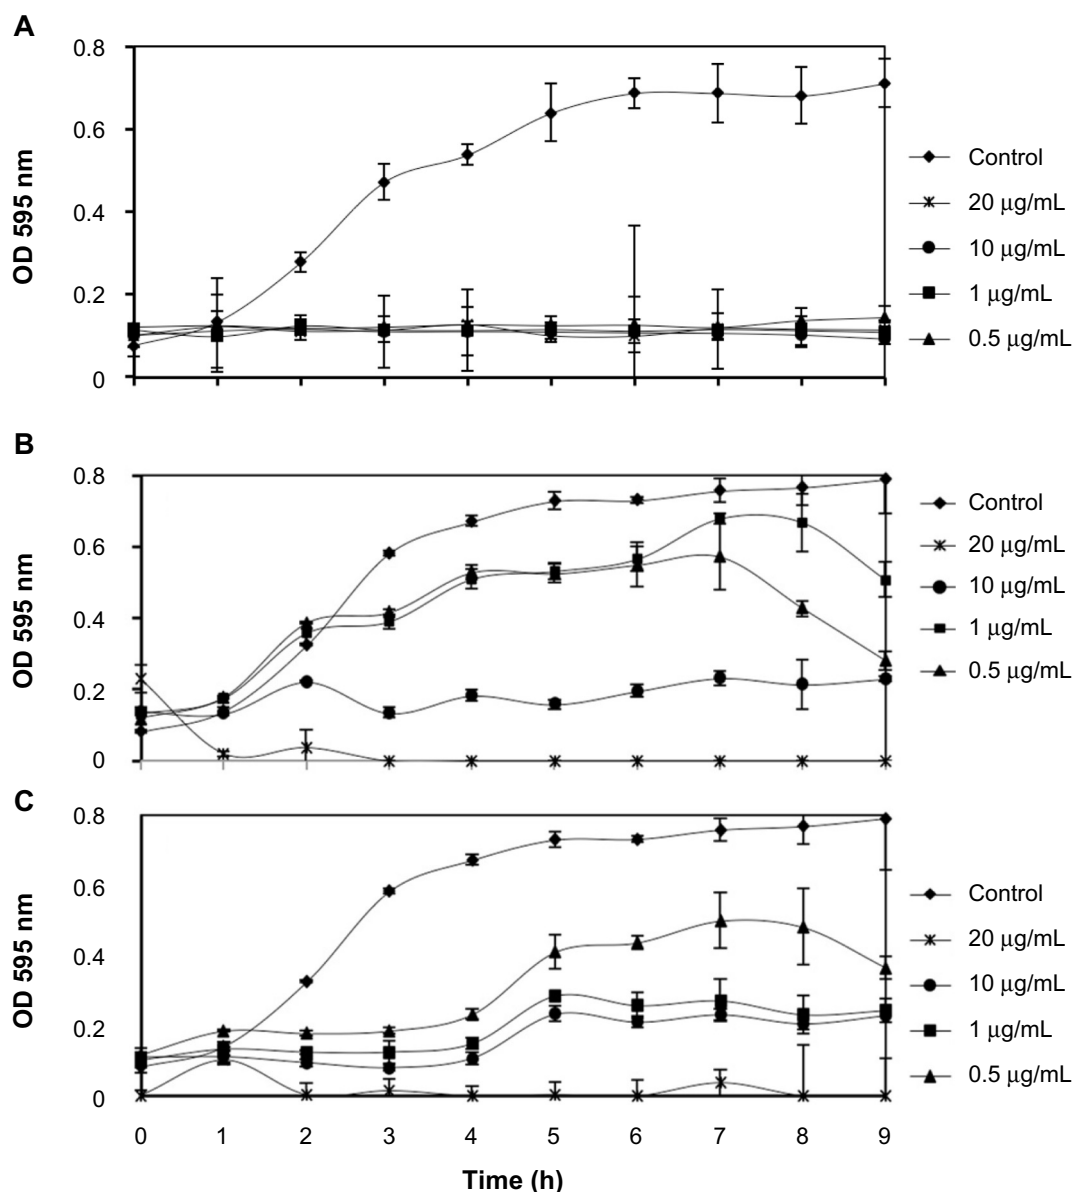 A
0.8
0.6
0.4
0.2
0
OD 595 nm
Control
20 μg/mL
10 μg/mL
1 μg/mL
0.5 μg/mL
B
0.8
0.6
0.4
0.2
0
OD 595 nm
Control
20 μg/mL
10 μg/mL
1 μg/mL
0.5 μg/mL
C
0.8
0.6
0.4
0.2
0
OD 595 nm
Control
20 μg/mL
10 μg/mL
1 μg/mL
0.5 μg/mL
0 1 2 3 4 5 6 7 8 9
Time (h)